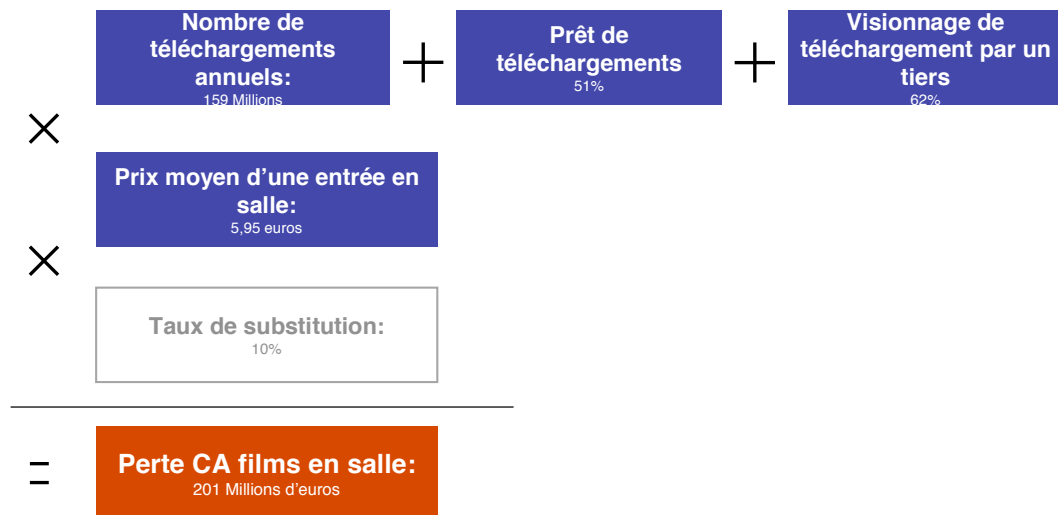 Nombre de
téléchargements
annuels:
159 Millions
Prêt de
téléchargements
51%
Visionnage de
téléchargement par un
tiers
62%
Prix moyen d’une entrée en
salle:
5,95 euros
Taux de substitution:
10%
Perte CA films en salle:
201 Millions d’euros